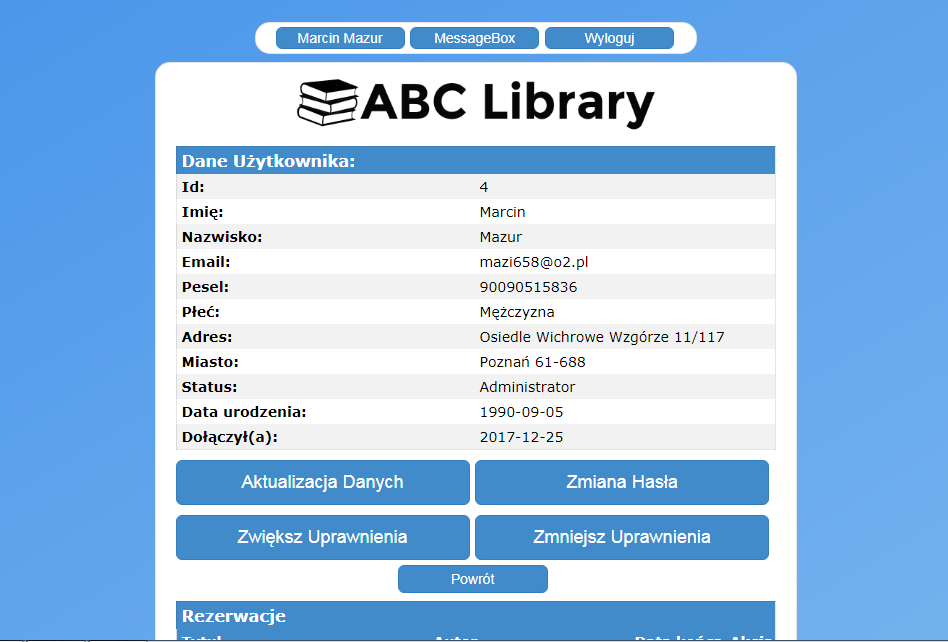 Marcin Mazur MessageBox Wyloguj
ABC Library
Dane Użytkownika:
Id: 4
Imię: Marcin
Nazwisko: Mazur
Email: mazi658@o2.pl
Pesel: 90090515836
Płeć: Mężczyzna
Adres: Osiedle Wichrowe Wzgórze 11/117
Miasto: Poznań 61-688
Status: Administrator
Data urodzenia: 1990-09-05
Dołączył(a): 2017-12-25
Aktualizacja Danych Zmiana Hasła
Zwiększ Uprawnienia Zmniejsz Uprawnienia
Powrót
Rezerwacje